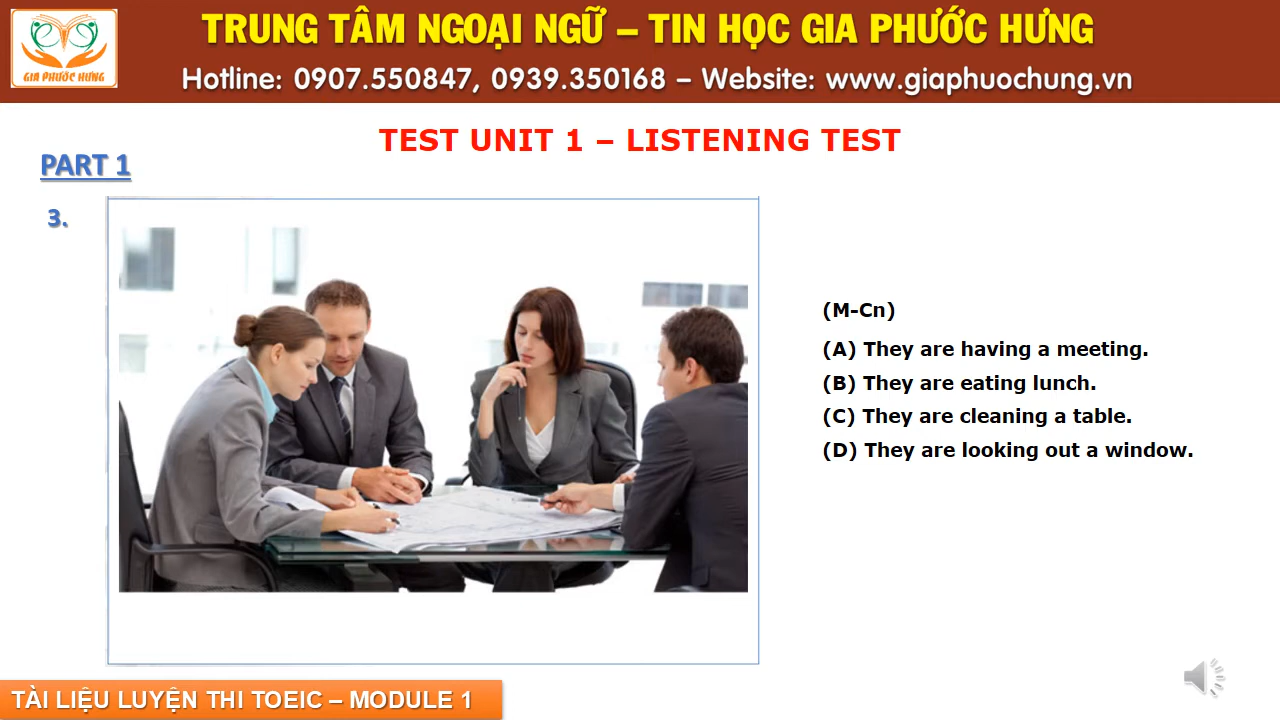 GIA PHƯỚC HƯNG
TRUNG TÂM NGOẠI NGỮ – TIN HỌC GIA PHƯỚC HƯNG
Hotline: 0907.550847, 0939.350168 – Website: www.giaphuochung.vn
TEST UNIT 1 – LISTENING TEST
PART 1
3.
(M-Cn)
(A) They are having a meeting.
(B) They are eating lunch.
(C) They are cleaning a table.
(D) They are looking out a window.
TÀI LIỆU LUYỆN THI TOEIC – MODULE 1